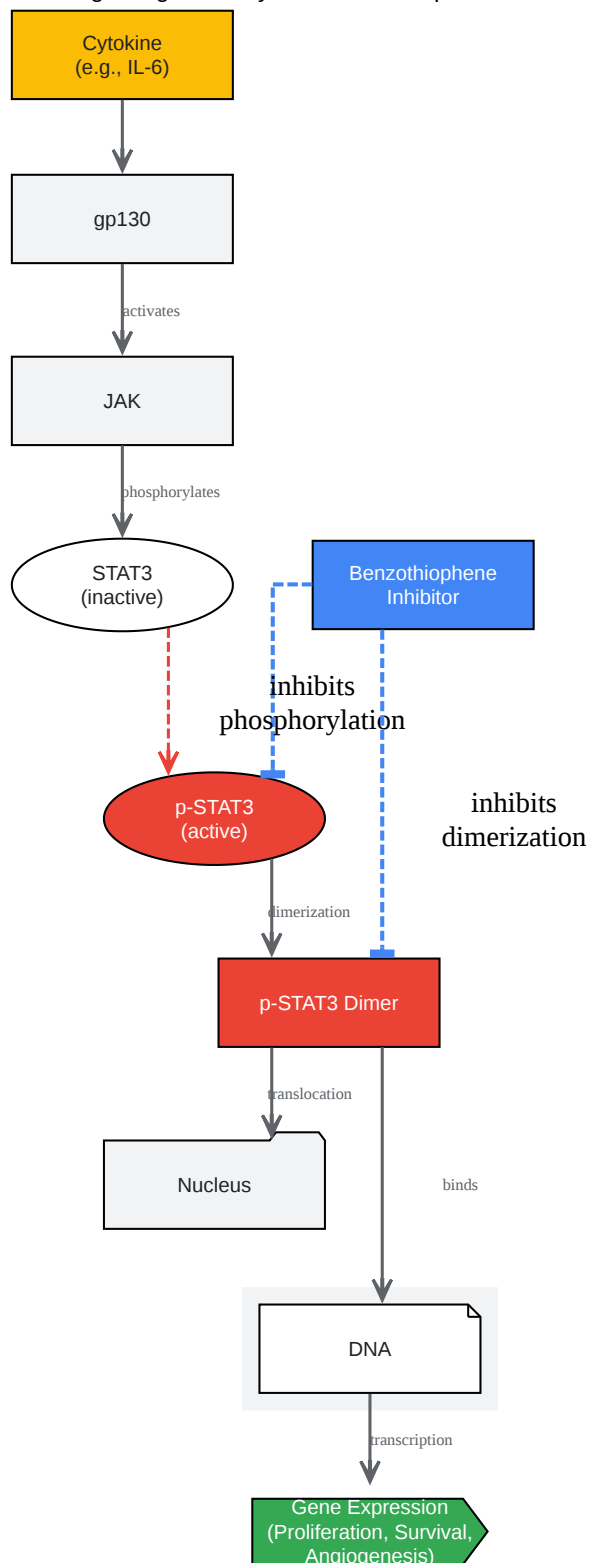 Cytokine
(e.g., IL-6)
gp130
activates
JAK
phosphorylates
STAT3
(inactive)
Benzothiophene
Inhibitor
inhibits
phosphorylation
p-STAT3
(active)
inhibits
dimerization
dimerization
p-STAT3 Dimer
translocation
Nucleus
binds
DNA
transcription
Gene Expression
(Proliferation, Survival,
Angiogenesis)